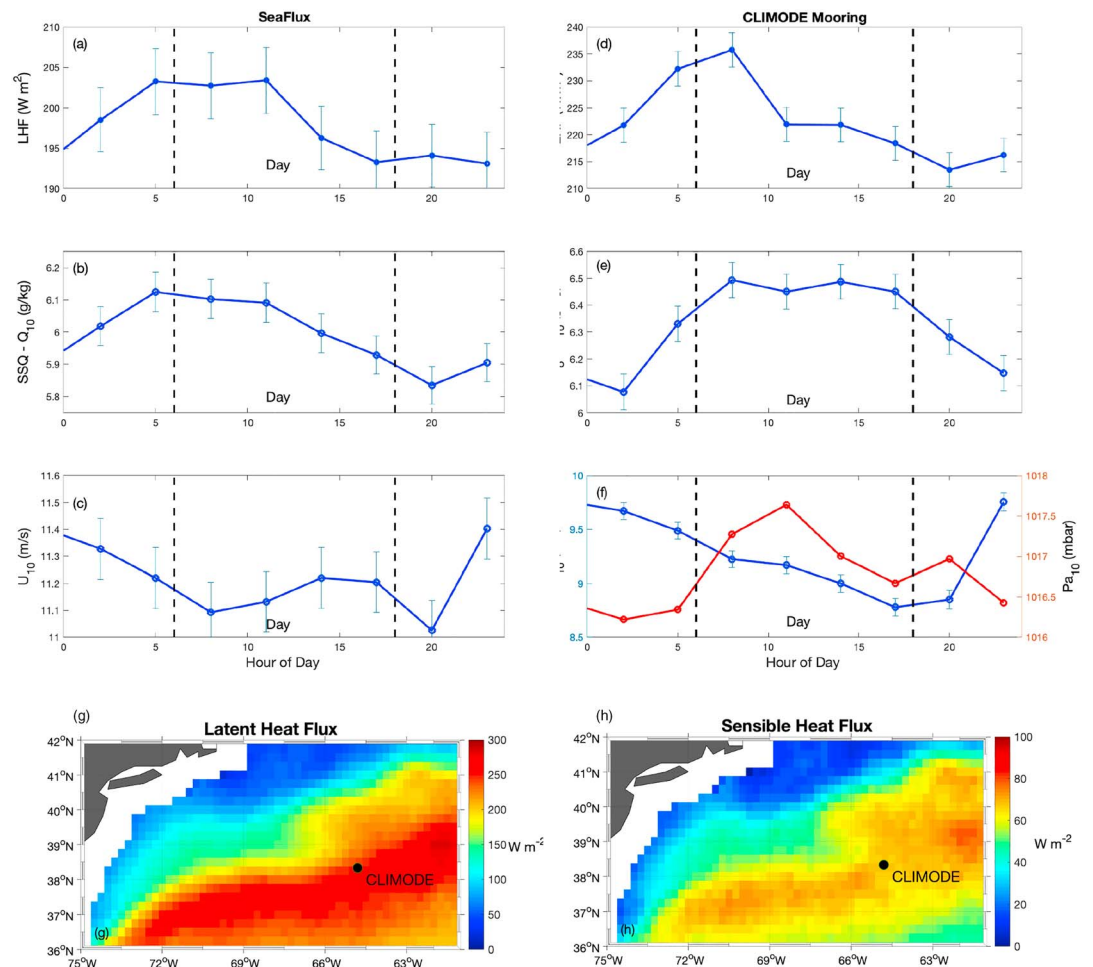 SeaFlux
CLIMODE Mooring
(a)
LHF (W m²)
210
205
200
195
190
Day
0 5 10 15 20
(d)
240
235
230
225
220
215
210
Day
0 5 10 15 20
(b)
SSQ - Q10 (g/kg)
6.2
6.1
6
5.9
5.8
Day
0 5 10 15 20
(e)
6.6
6.5
6.4
6.3
6.2
6.1
6
Day
0 5 10 15 20
(c)
U10 (m/s)
11.6
11.5
11.4
11.3
11.2
11.1
11
Day
0 5 10 15 20
Hour of Day
(f)
10
9.5
9
8.5
1018
1017.5
1017
1016.5
1016
Pa10 (mbar)
Day
0 5 10 15 20
Hour of Day
(g)
Latent Heat Flux
42°N
41°N
40°N
39°N
38°N
37°N
36°N
CLIMODE
(g)
75°W 72°W 69°W 66°W 63°W
300
250
200
150
100
50
0
W m-2
(h)
Sensible Heat Flux
42°N
41°N
40°N
39°N
38°N
37°N
36°N
CLIMODE
(h)
75°W 72°W 69°W 66°W 63°W
100
80
60
40
20
0
W m-2